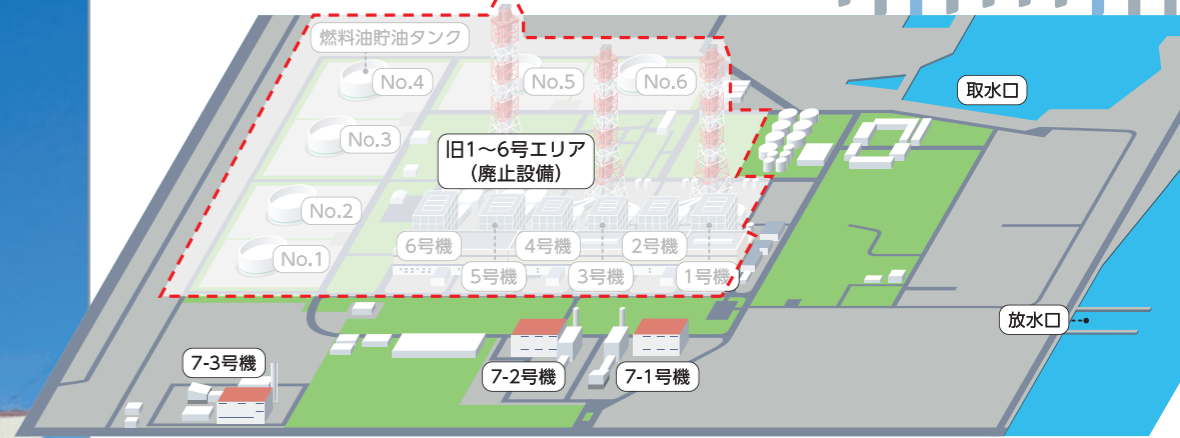 燃料油貯油タンク
No.4
No.5
No.6
取水口
No.3
旧1〜6号エリア
（廃止設備）
No.2
No.1
6号機
4号機
2号機
5号機
3号機
1号機
放水口
7-3号機
7-2号機
7-1号機